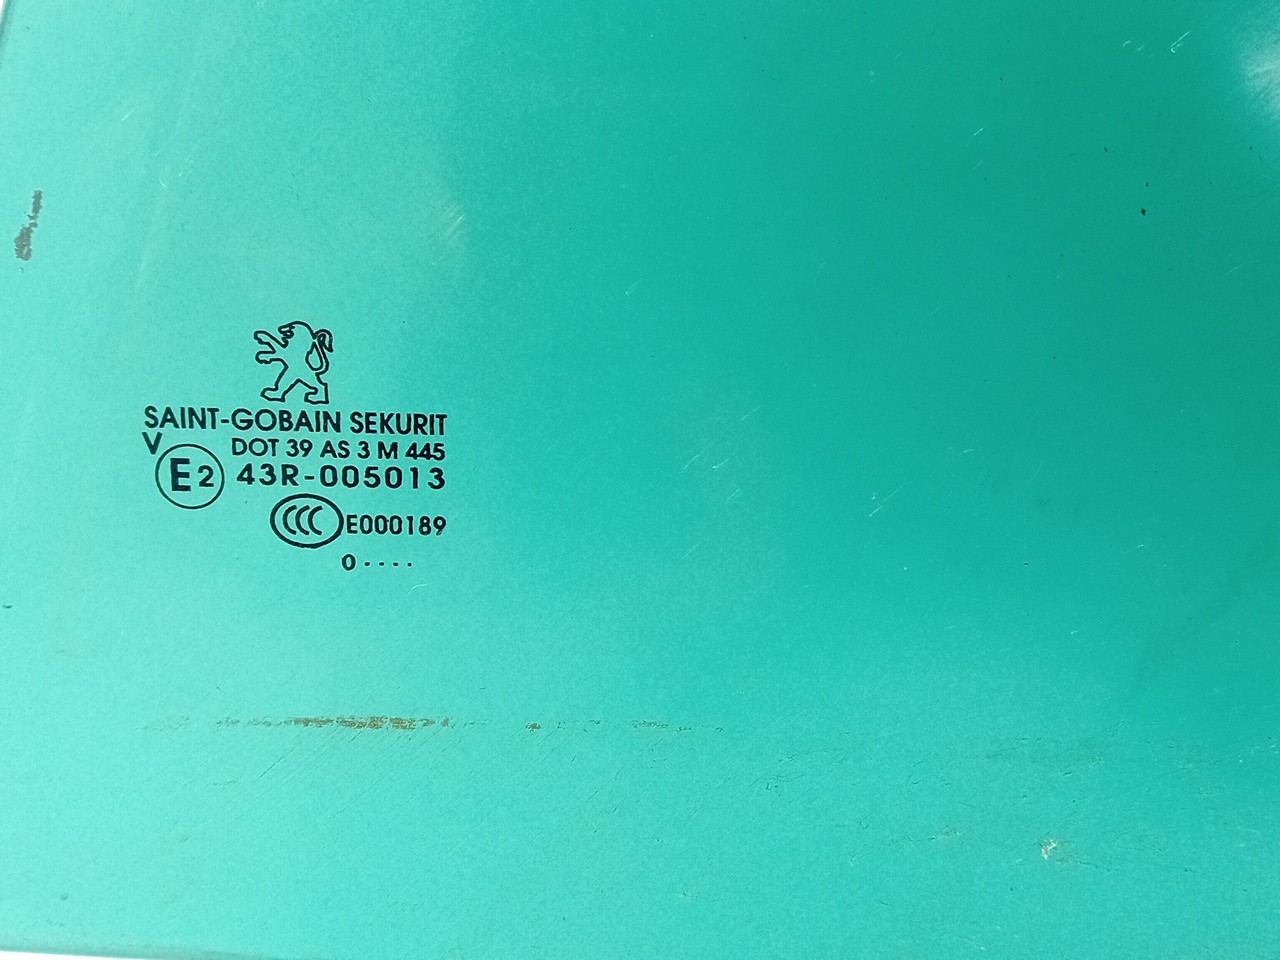 SAINT-GOBAIN SEKURIT
V DOT 39 AS 3 M 445
E2 43R-005013
CCC E000189
0····